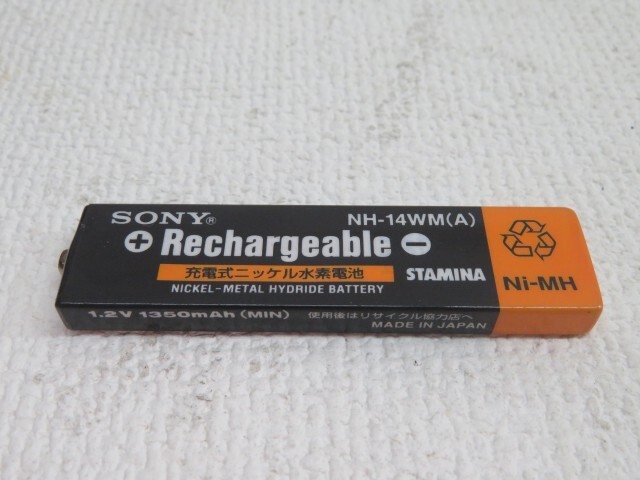 SONY® NH-14WM(A)
+ Rechargeable -
充電式ニッケル水素電池 STAMINA
NICKEL-METAL HYDRIDE BATTERY
Ni-MH
1.2V 1350mAh (MIN) 使用後はリサイクル協力店へ
MADE IN JAPAN